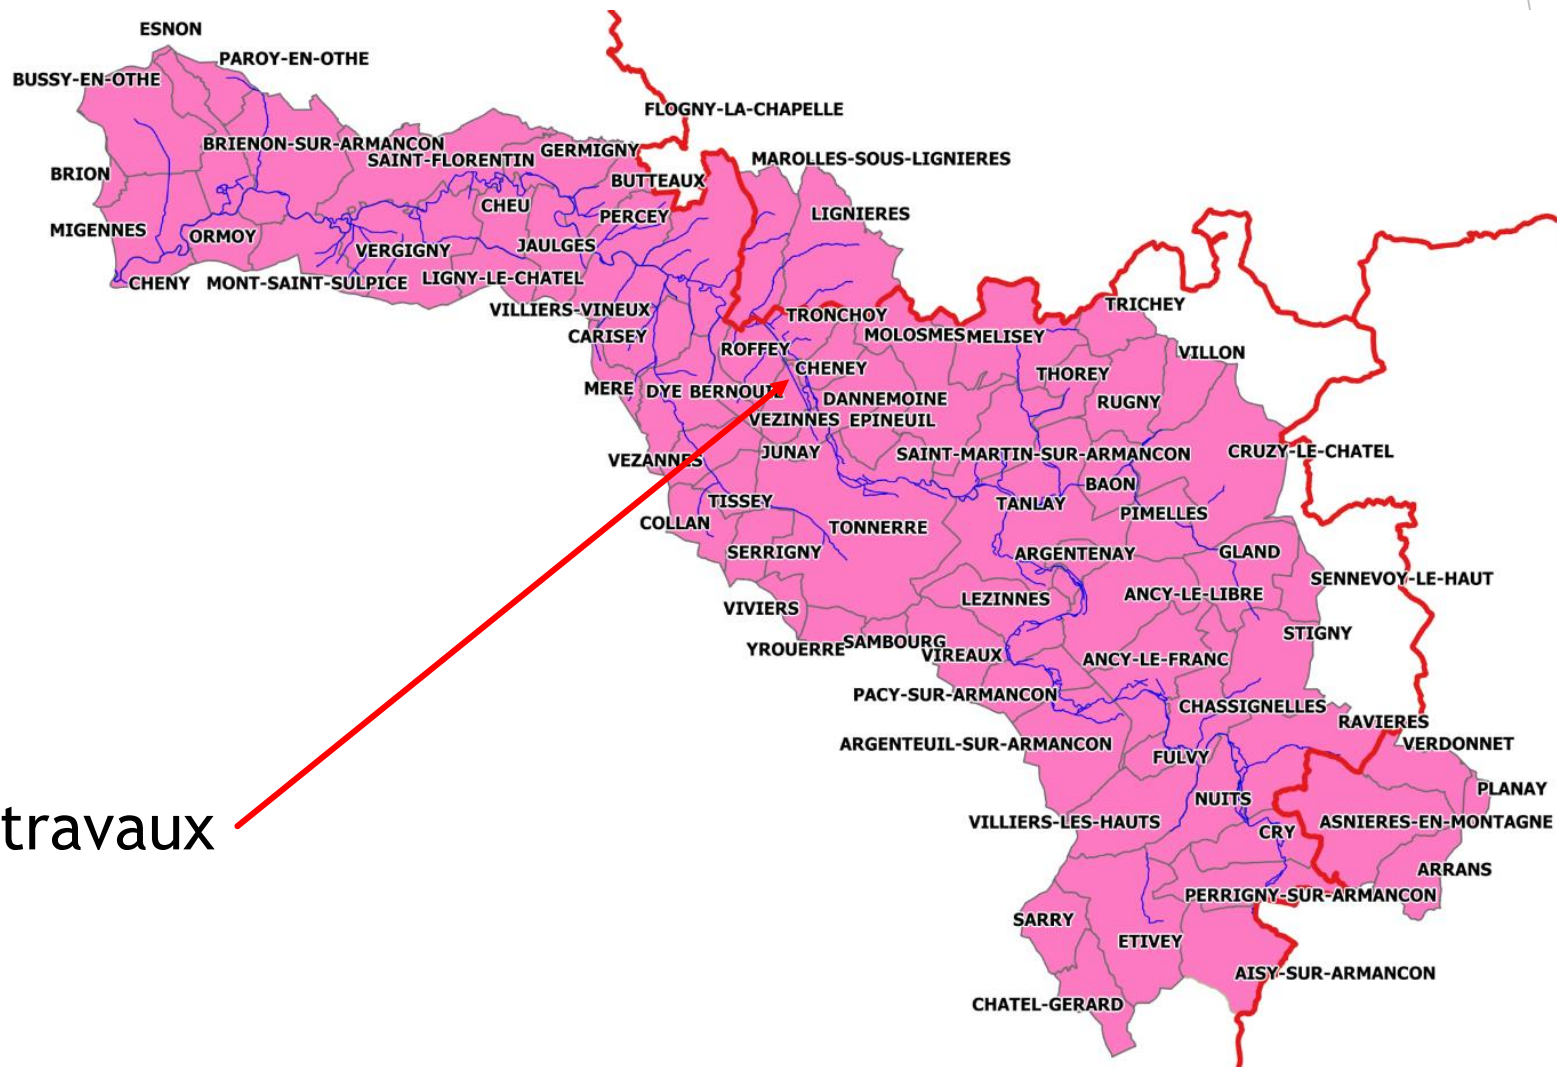 ESNON
PAROY-EN-OTHE
BUSSY-EN-OTHE
FLOGNY-LA-CHAPELLE
BRIENON-SUR-ARMANCON
GERMIGNY
SAINT-FLORENTIN
MAROLLES-SOUS-LIGNIERES
BRION
BUTTEAUX
CHEU
PERCEY
LIGNIERES
MIGENNES
ORMOY
VERGIGNY
JAULGES
CHENY
MONT-SAINT-SULPICE
LIGNY-LE-CHATEL
VILLIERS-VINEUX
TRONCHOY
TRICHEY
CARISEY
MOLOSMES
MELISEY
ROFFEY
VILLON
CHENEY
THOREY
MERE
DYE
BERNOUIL
DANNEMOINE
RUGNY
VEZINNES
EPINEUIL
VEZANNES
JUNAY
SAINT-MARTIN-SUR-ARMANCON
CRUZY-LE-CHATEL
BAON
TISSEY
TANLAY
PIMELLES
COLLAN
TONNERRE
SERRIGNY
ARGENTENAY
GLAND
SENNEVOY-LE-HAUT
LEZINNES
ANCY-LE-LIBRE
VIVIERS
STIGNY
YROUERRE
SAMBOURG
VIREAUX
ANCY-LE-FRANC
PACY-SUR-ARMANCON
CHASSIGNELLES
RAVIERES
ARGENTEUIL-SUR-ARMANCON
VERDONNET
FULVY
PLANAY
NUITS
travaux
VILLIERS-LES-HAUTS
CRY
ASNIERES-EN-MONTAGNE
ARRANS
PERRIGNY-SUR-ARMANCON
SARRY
ETIVEY
AISY-SUR-ARMANCON
CHATEL-GERARD